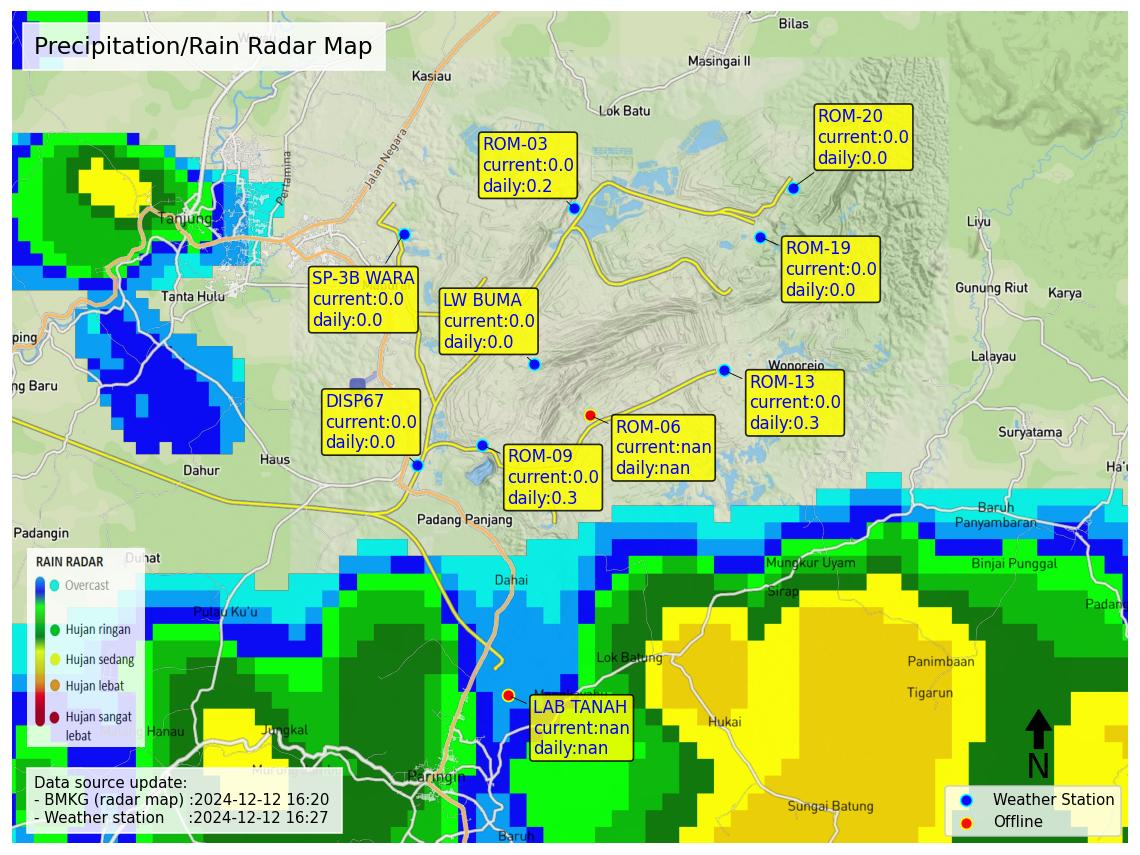 Precipitation/Rain Radar Map
Bilas
Masingai II
Kasiau
Lok Batu
Jalan Negara
Pertamina
ROM-20
current:0.0
daily:0.0
ROM-03
current:0.0
daily:0.2
Tanjung
Liyu
ROM-19
current:0.0
daily:0.0
SP-3B WARA
current:0.0
daily:0.0
LW BUMA
current:0.0
daily:0.0
Tanta Hulu
Gunung Riut
Karya
ping
Lalayau
Wonorejo
ng Baru
ROM-13
current:0.0
daily:0.3
DISP67
current:0.0
daily:0.0
ROM-06
current:nan
daily:nan
Suryatama
ROM-09
current:0.0
daily:0.3
Haus
Dahur
Ha'u
Padang Panjang
Baruh
Panyambaran
Padangin
Duhat
Mungkur Uyam
Binjai Punggal
Dahai
Sirap
Padang
Pulau Ku'u
RAIN RADAR
Overcast
Hujan ringan
Hujan sedang
Hujan lebat
Hujan sangat
lebat
Lok Batung
Panimbaan
Tigarun
LAB TANAH
current:nan
daily:nan
Hukai
Hanau
Jungkal
Paringin
N
Data source update:
- BMKG (radar map) :2024-12-12 16:20
- Weather station :2024-12-12 16:27
Weather Station
Offline
Sungai Batung
Baruh